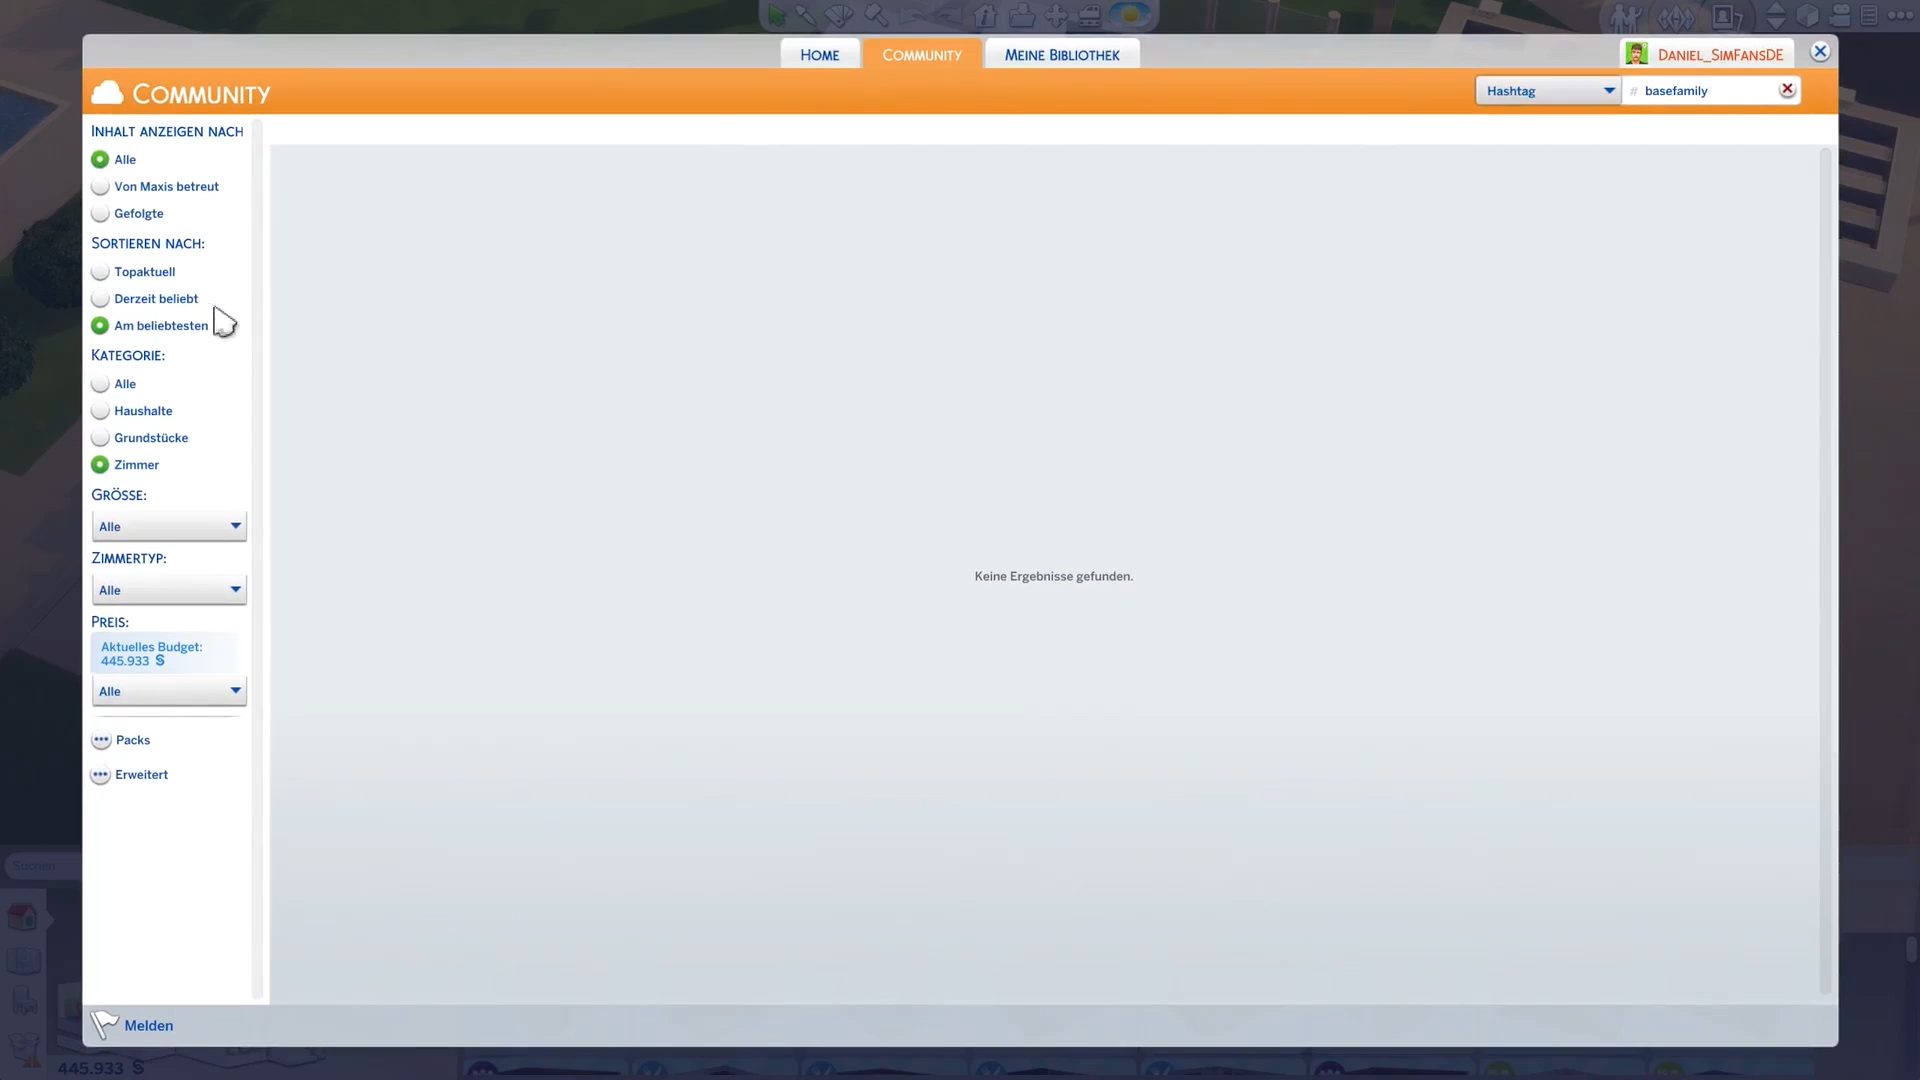 HOME
COMMUNITY
MEINE BIBLIOTHEK
DANIEL_SIMFANSDE
COMMUNITY
Hashtag
# basefamily
INHALT ANZEIGEN NACH
Alle
Von Maxis betreut
Gefolgte
SORTIEREN NACH:
Topaktuell
Derzeit beliebt
Am beliebtesten
KATEGORIE:
Alle
Haushalte
Grundstücke
Zimmer
GRÖSSE:
Alle
ZIMMERTYP:
Alle
PREIS:
Aktuelles Budget:
445.933 §
Alle
Packs
Erweitert
Keine Ergebnisse gefunden.
Suchen
Melden
445.933 §